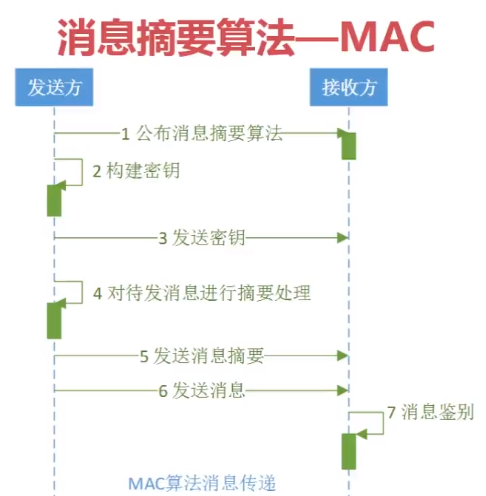 消息摘要算法—MAC
发送方
接收方
1 公布消息摘要算法
2 构建密钥
3 发送密钥
4 对待发消息进行摘要处理
5 发送消息摘要
6 发送消息
7 消息鉴别
MAC算法消息传递